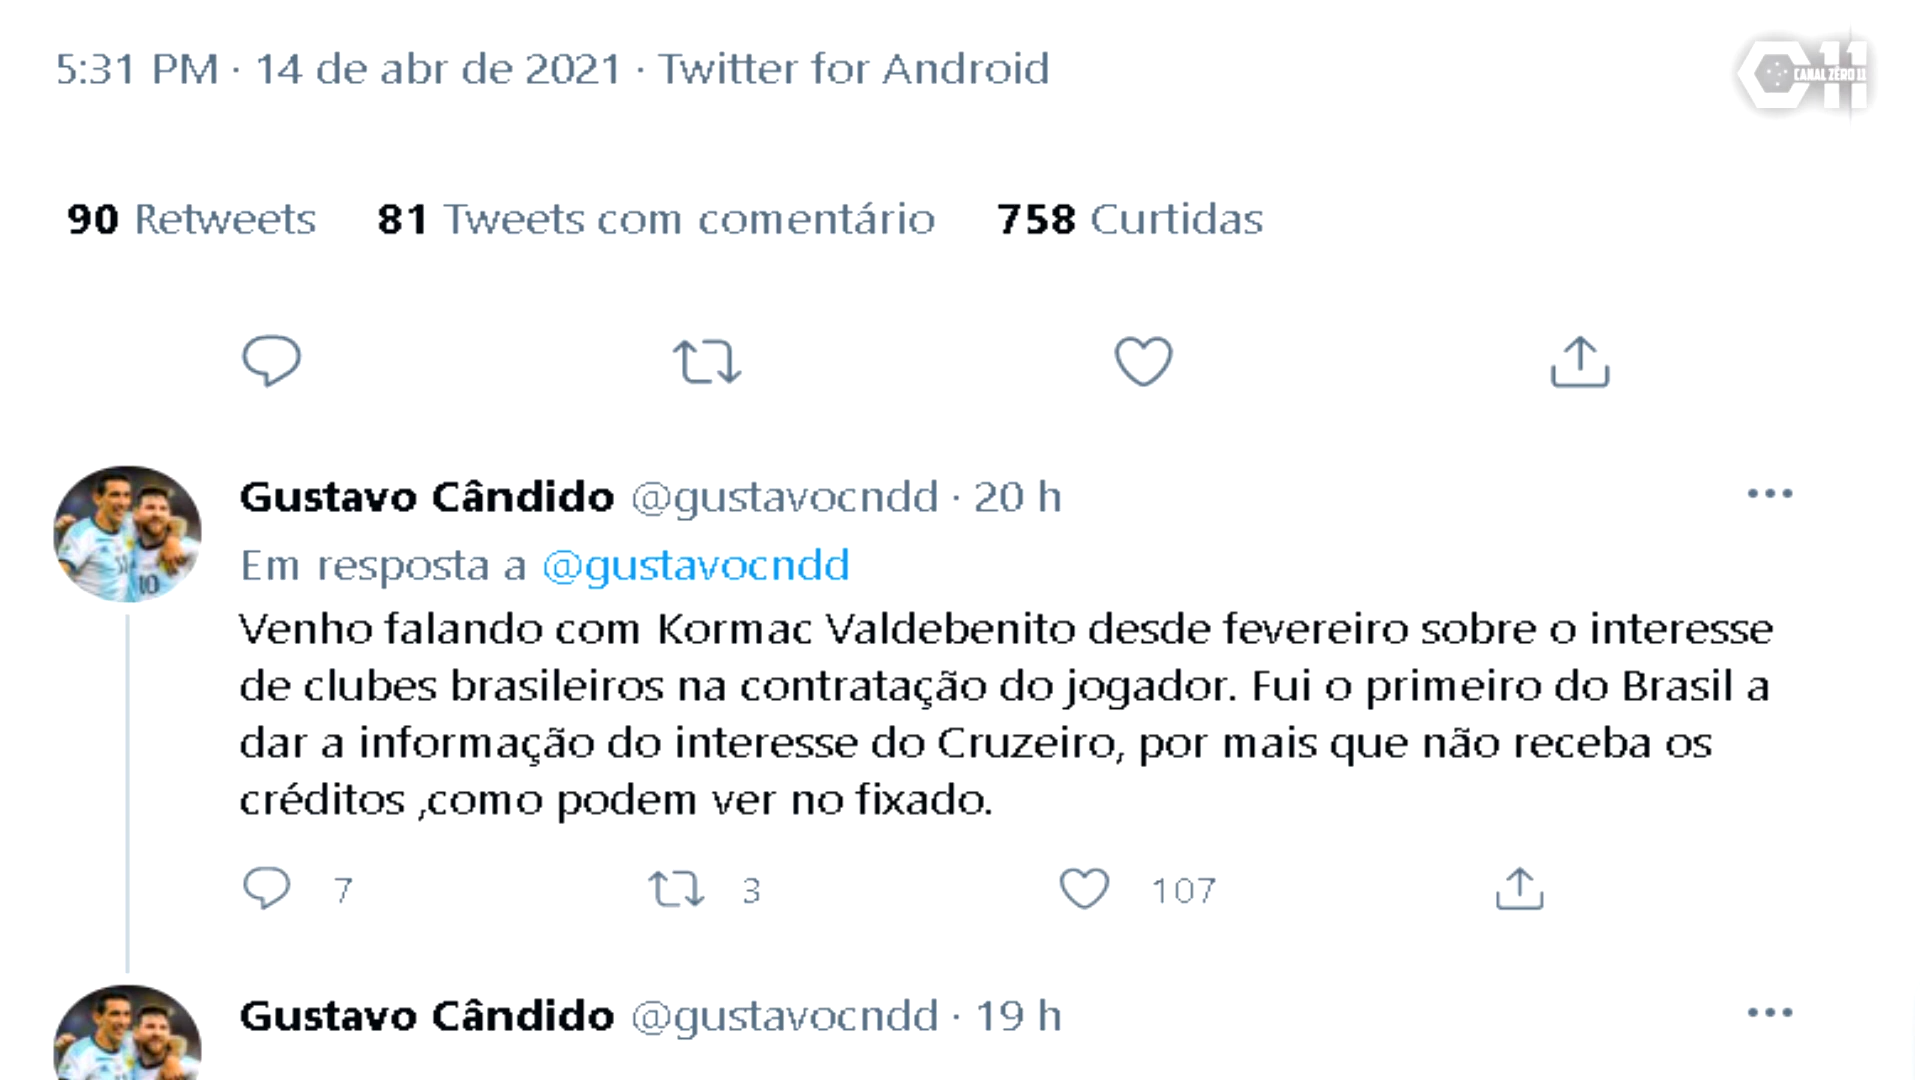 5:31 PM · 14 de abr de 2021 · Twitter for Android
CANAL ZERO 11
90 Retweets 81 Tweets com comentário 758 Curtidas
Gustavo Cândido @gustavocndd · 20 h
Em resposta a @gustavocndd
Venho falando com Kormac Valdebenito desde fevereiro sobre o interesse
de clubes brasileiros na contratação do jogador. Fui o primeiro do Brasil a
dar a informação do interesse do Cruzeiro, por mais que não receba os
créditos ,como podem ver no fixado.
7 3 107
Gustavo Cândido @gustavocndd · 19 h